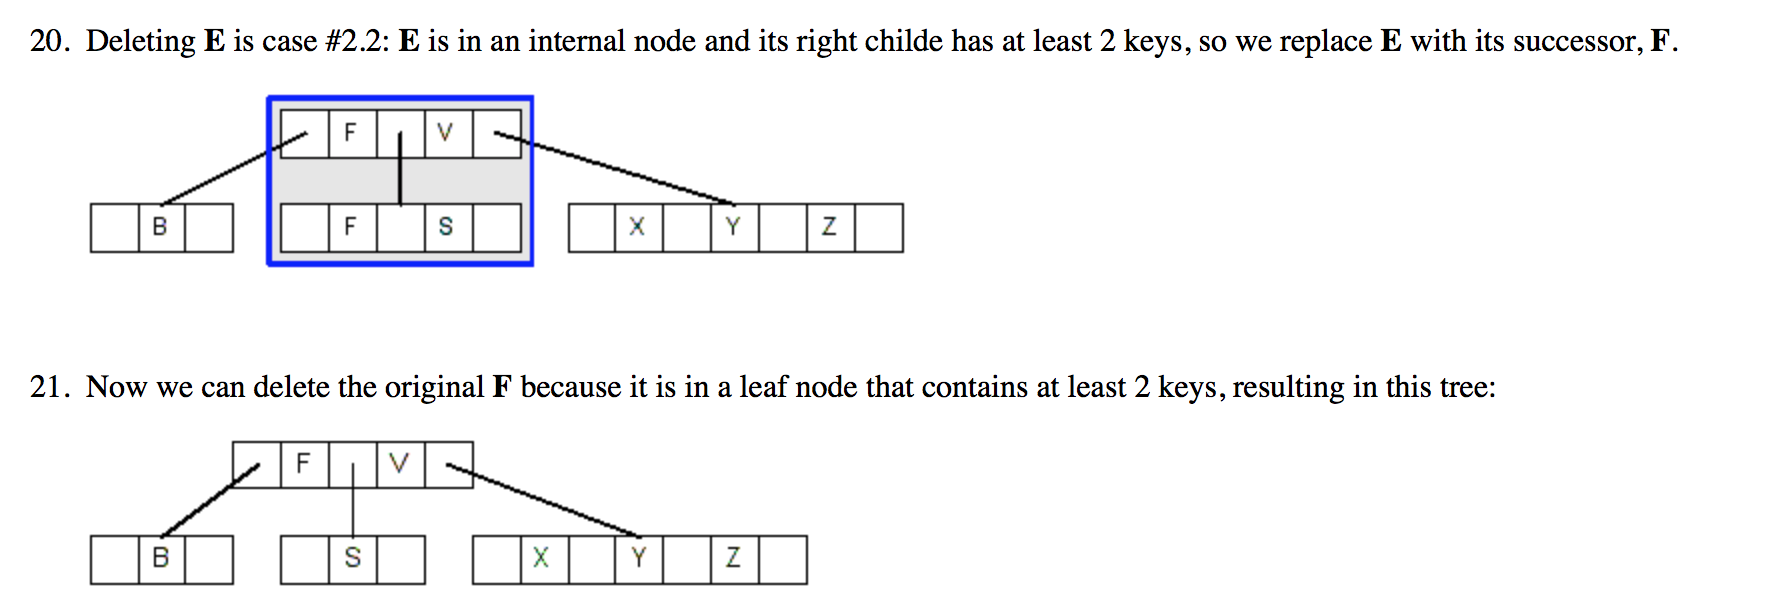 20. Deleting E is case #2.2: E is in an internal node and its right childe has at least 2 keys, so we replace E with its successor, F.
F V
B F S X Y Z
21. Now we can delete the original F because it is in a leaf node that contains at least 2 keys, resulting in this tree:
F V
B S X Y Z